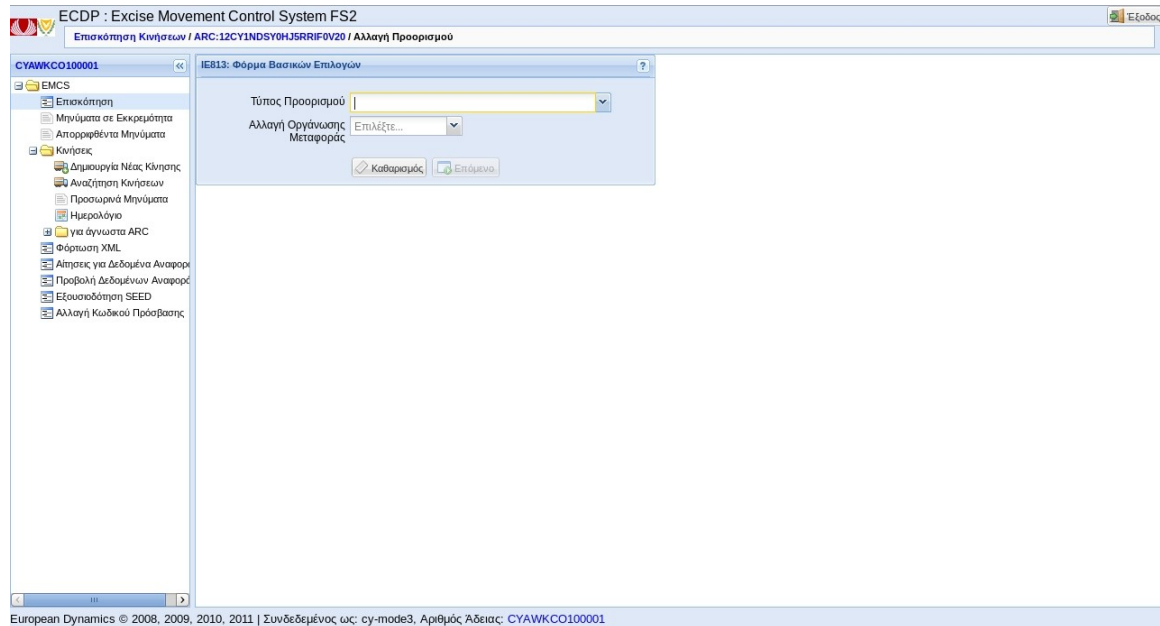 ECDP : Excise Movement Control System FS2
Έξοδος
Επισκόπηση Κινήσεων / ARC:12CY1NDSY0HJ5RRIF0V20 / Αλλαγή Προορισμού
CYAWKCO100001
EMCS
Επισκόπηση
Μηνύματα σε Εκκρεμότητα
Απορριφθέντα Μηνύματα
Κινήσεις
Δημιουργία Νέας Κίνησης
Αναζήτηση Κινήσεων
Προσωρινά Μηνύματα
Ημερολόγιο
για άγνωστα ARC
Φόρτωση XML
Αίτησεις για Δεδομένα Αναφορ
Προβολή Δεδομένων Αναφορ
Εξουσιοδότηση SEED
Αλλαγή Κωδικού Πρόσβασης
IE813: Φόρμα Βασικών Επιλογών
Τύπος Προορισμού
Αλλαγή Οργάνωσης
Μεταφοράς
Επιλέξτε...
Καθαρισμός
Επόμενο
European Dynamics © 2008, 2009, 2010, 2011 | Συνδεδεμένος ως: cy-mode3, Αριθμός Άδειας: CYAWKCO100001